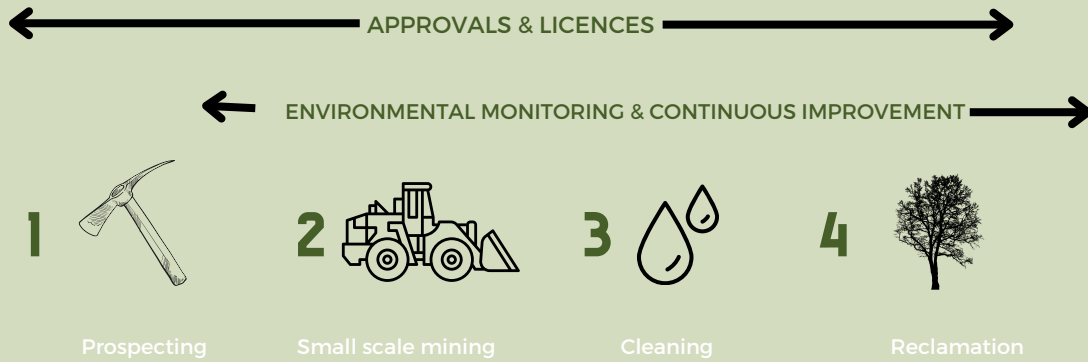 APPROVALS & LICENCES
ENVIRONMENTAL MONITORING & CONTINUOUS IMPROVEMENT
1 2 3 4
Prospecting Small scale mining Cleaning Reclamation